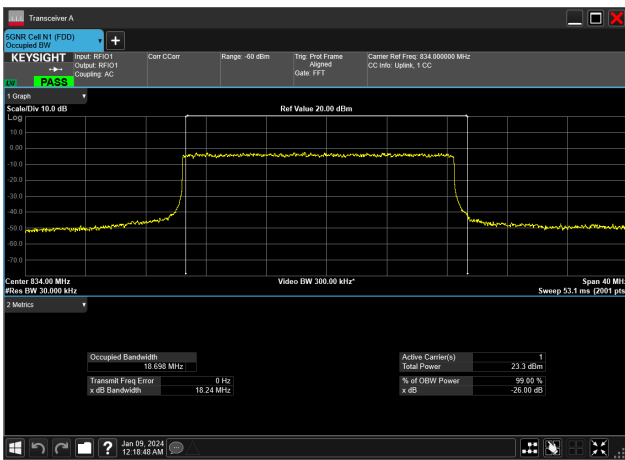 Transceiver A
5GNR Cell N1 (FDD)
Occupied BW
KEYSIGHT
Input: RFIO1
Output: RFIO1
Coupling: AC
Corr CCorr
Range: -60 dBm
Trig: Prot Frame
Aligned
Gate: FFT
Carrier Ref Freq: 834.000000 MHz
CC Info: Uplink, 1 CC
PASS
1 Graph
Scale/Div 10.0 dB
Ref Value 20.00 dBm
Log
10.0
0.00
-10.0
-20.0
-30.0
-40.0
-50.0
-60.0
-70.0
Center 834.00 MHz
Video BW 300.00 kHz*
Span 40 MHz
#Res BW 30.000 kHz
Sweep 53.1 ms (2001 pts
2 Metrics
Occupied Bandwidth
18.698 MHz
Active Carrier(s) 1
Total Power 23.3 dBm
Transmit Freq Error 0 Hz
x dB Bandwidth 18.24 MHz
% of OBW Power 99.00 %
x dB -26.00 dB
?
Jan 09, 2024
12:18:48 AM